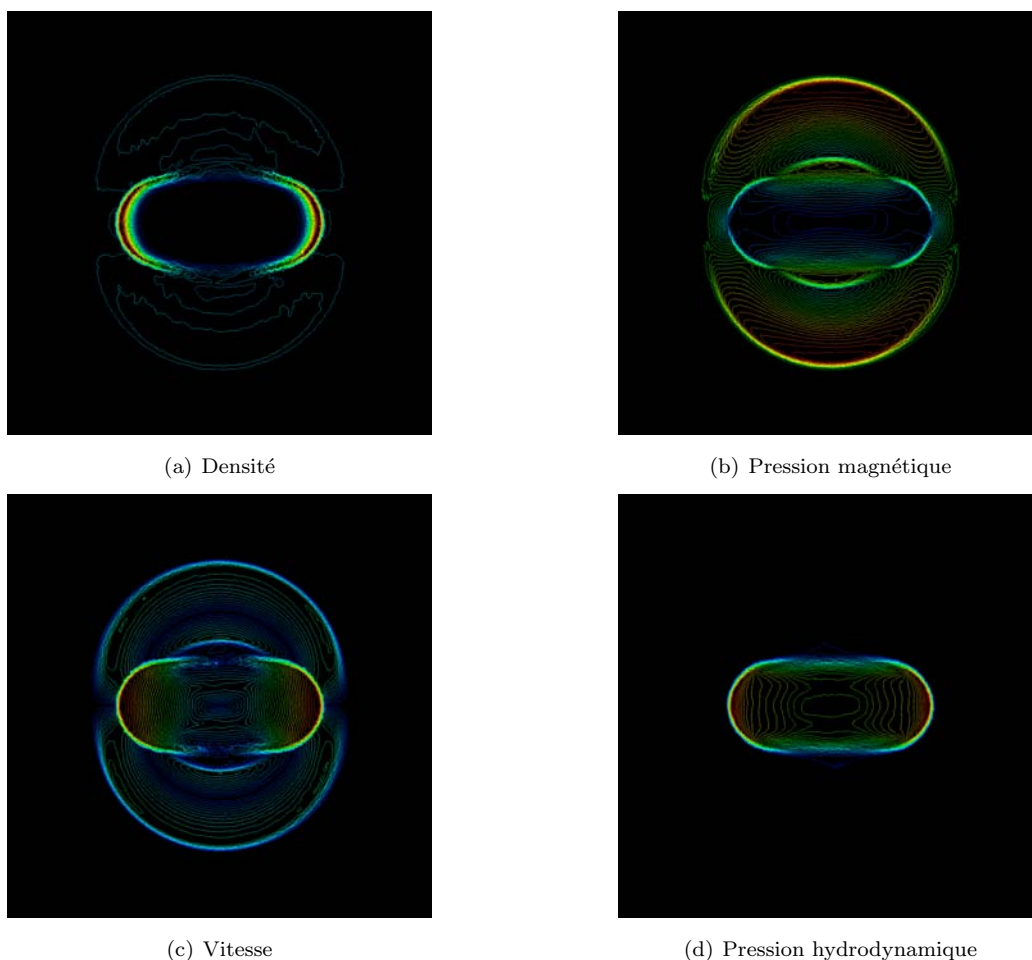 (a) Densité
(b) Pression magnétique
(c) Vitesse
(d) Pression hydrodynamique